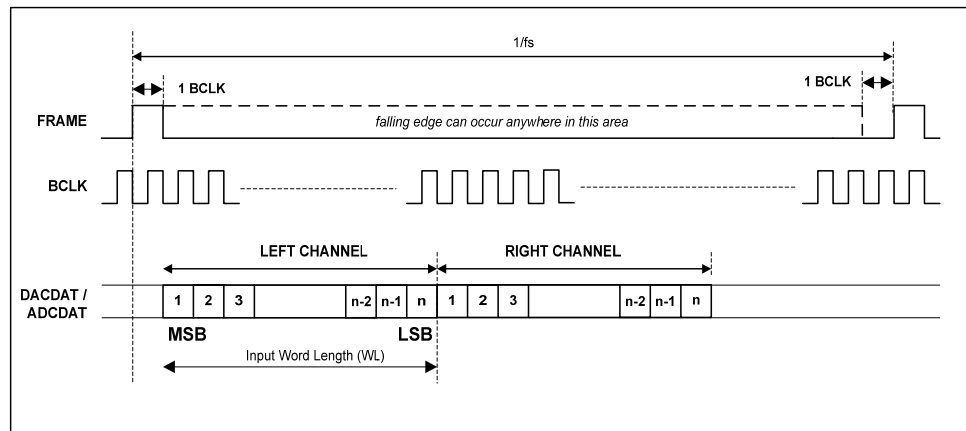 1/fs
1 BCLK
1 BCLK
FRAME
falling edge can occur anywhere in this area
BCLK
LEFT CHANNEL
RIGHT CHANNEL
DACDAT /
ADCDAT
1 2 3 n-2 n-1 n 1 2 3 n-2 n-1 n
MSB LSB
Input Word Length (WL)